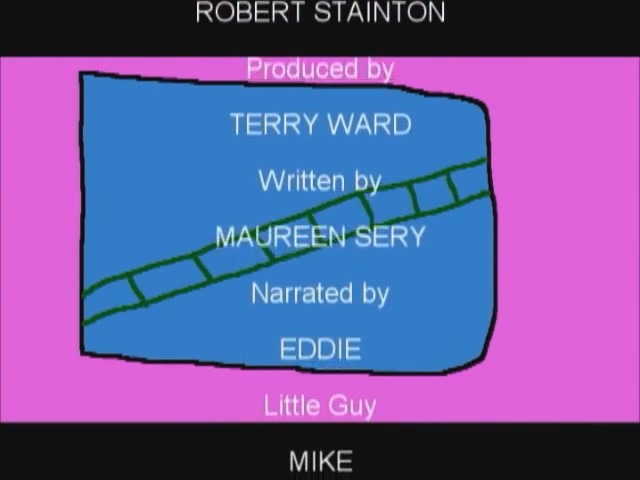 ROBERT STAINTON
Produced by
TERRY WARD
Written by
MAUREEN SERY
Narrated by
EDDIE
Little Guy
MIKE